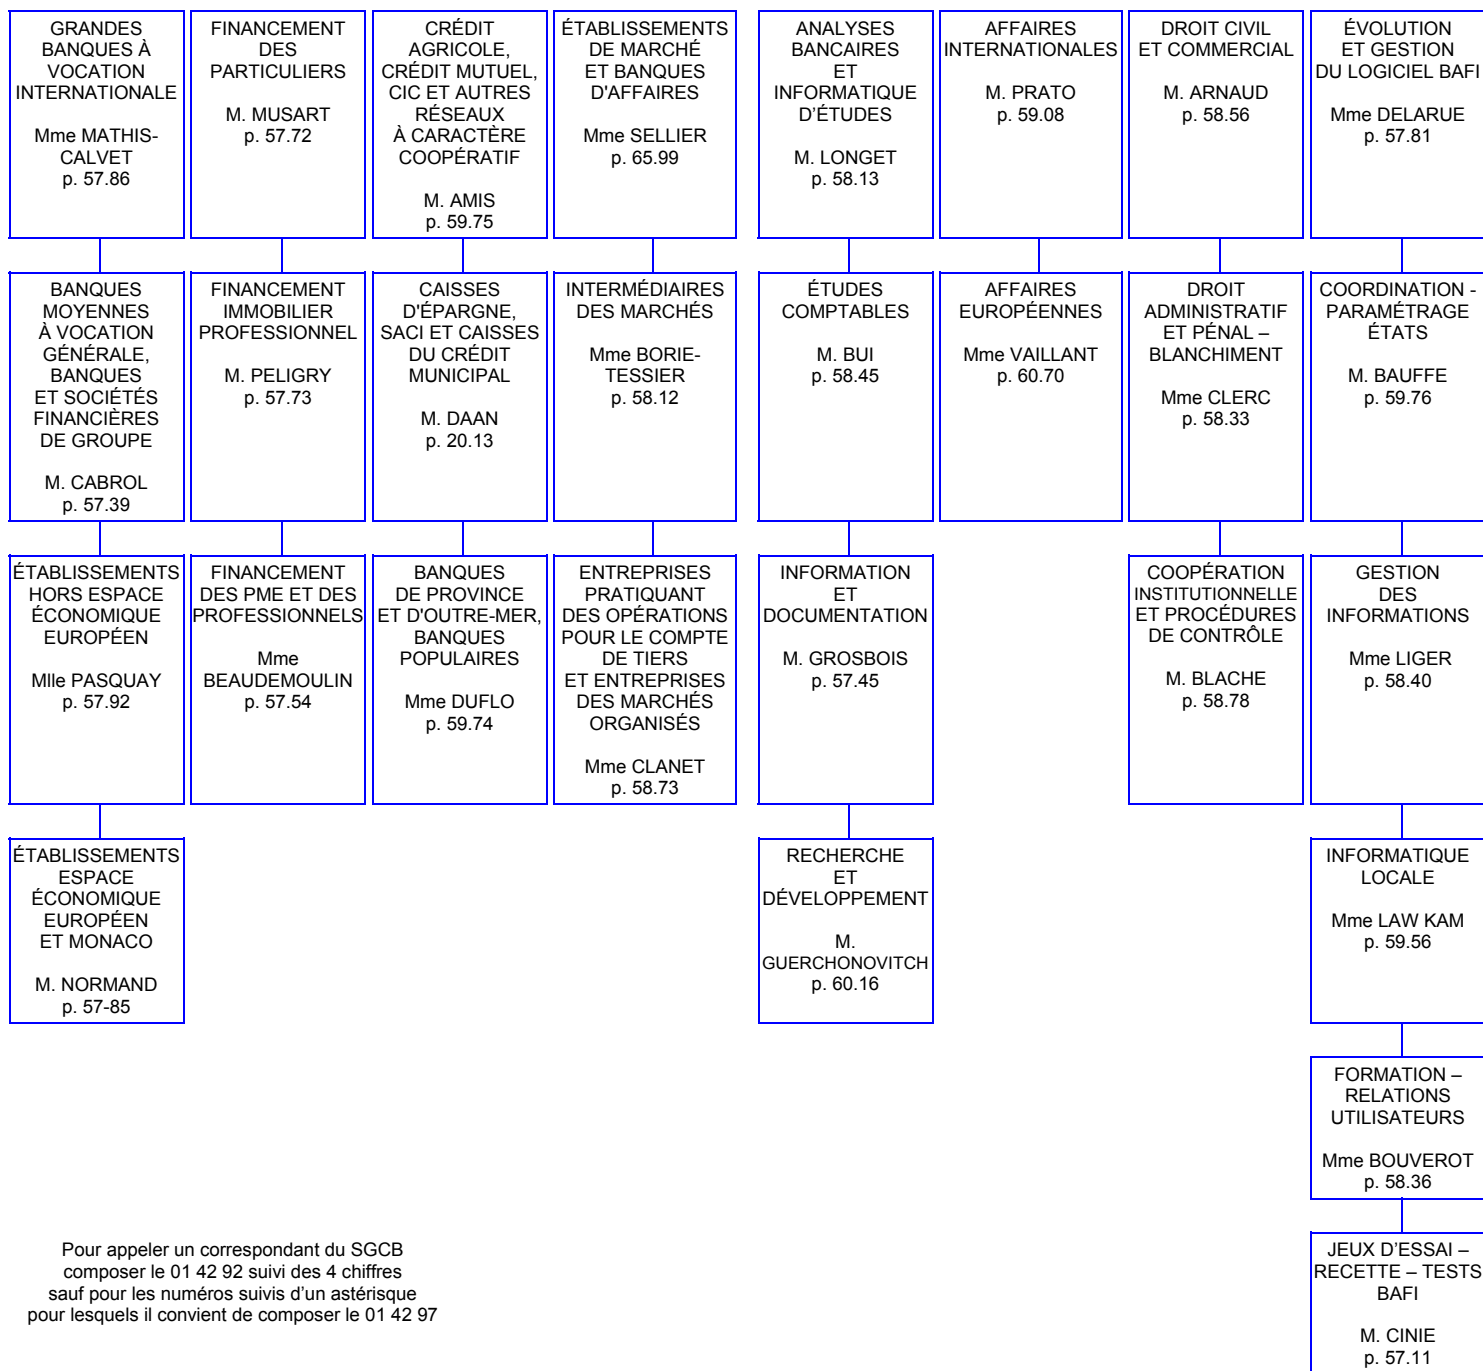 GRANDES
BANQUES À
VOCATION
INTERNATIONALE
Mme MATHIS-
CALVET
p. 57.86
FINANCEMENT
DES
PARTICULIERS
M. MUSART
p. 57.72
CRÉDIT
AGRICOLE,
CRÉDIT MUTUEL,
CIC ET AUTRES
RÉSEAUX
À CARACTÈRE
COOPÉRATIF
M. AMIS
p. 59.75
ÉTABLISSEMENTS
DE MARCHÉ
ET BANQUES
D'AFFAIRES
Mme SELLIER
p. 65.99
ANALYSES
BANCAIRES
ET
INFORMATIQUE
D’ÉTUDES
M. LONGET
p. 58.13
AFFAIRES
INTERNATIONALES
M. PRATO
p. 59.08
DROIT CIVIL
ET COMMERCIAL
M. ARNAUD
p. 58.56
ÉVOLUTION
ET GESTION
DU LOGICIEL BAFI
Mme DELARUE
p. 57.81
BANQUES
MOYENNES
À VOCATION
GÉNÉRALE,
BANQUES
ET SOCIÉTÉS
FINANCIÈRES
DE GROUPE
M. CABROL
p. 57.39
FINANCEMENT
IMMOBILIER
PROFESSIONNEL
M. PELIGRY
p. 57.73
CAISSES
D'ÉPARGNE,
SACI ET CAISSES
DU CRÉDIT
MUNICIPAL
M. DAAN
p. 20.13
INTERMÉDIAIRES
DES MARCHÉS
Mme BORIE-
TESSIER
p. 58.12
ÉTUDES
COMPTABLES
M. BUI
p. 58.45
AFFAIRES
EUROPÉENNES
Mme VAILLANT
p. 60.70
DROIT
ADMINISTRATIF
ET PÉNAL –
BLANCHIMENT
Mme CLERC
p. 58.33
COORDINATION -
PARAMÉTRAGE
ÉTATS
M. BAUFFE
p. 59.76
ÉTABLISSEMENTS
HORS ESPACE
ÉCONOMIQUE
EUROPÉEN
Mlle PASQUAY
p. 57.92
FINANCEMENT
DES PME ET DES
PROFESSIONNELS
Mme
BEAUDEMOULIN
p. 57.54
BANQUES
DE PROVINCE
ET D'OUTRE-MER,
BANQUES
POPULAIRES
Mme DUFLO
p. 59.74
ENTREPRISES
PRATIQUANT
DES OPÉRATIONS
POUR LE COMPTE
DE TIERS
ET ENTREPRISES
DES MARCHÉS
ORGANISÉS
Mme CLANET
p. 58.73
INFORMATION
ET
DOCUMENTATION
M. GROSBOIS
p. 57.45
COOPÉRATION
INSTITUTIONNELLE
ET PROCÉDURES
DE CONTRÔLE
M. BLACHE
p. 58.78
GESTION
DES
INFORMATIONS
Mme LIGER
p. 58.40
ÉTABLISSEMENTS
ESPACE
ÉCONOMIQUE
EUROPÉEN
ET MONACO
M. NORMAND
p. 57-85
RECHERCHE
ET
DÉVELOPPEMENT
M.
GUERCHONOVITCH
p. 60.16
INFORMATIQUE
LOCALE
Mme LAW KAM
p. 59.56
FORMATION –
RELATIONS
UTILISATEURS
Mme BOUVEROT
p. 58.36
JEUX D’ESSAI –
RECETTE – TESTS
BAFI
M. CINIE
p. 57.11
Pour appeler un correspondant du SGCB
composer le 01 42 92 suivi des 4 chiffres
sauf pour les numéros suivis d’un astérisque
pour lesquels il convient de composer le 01 42 97